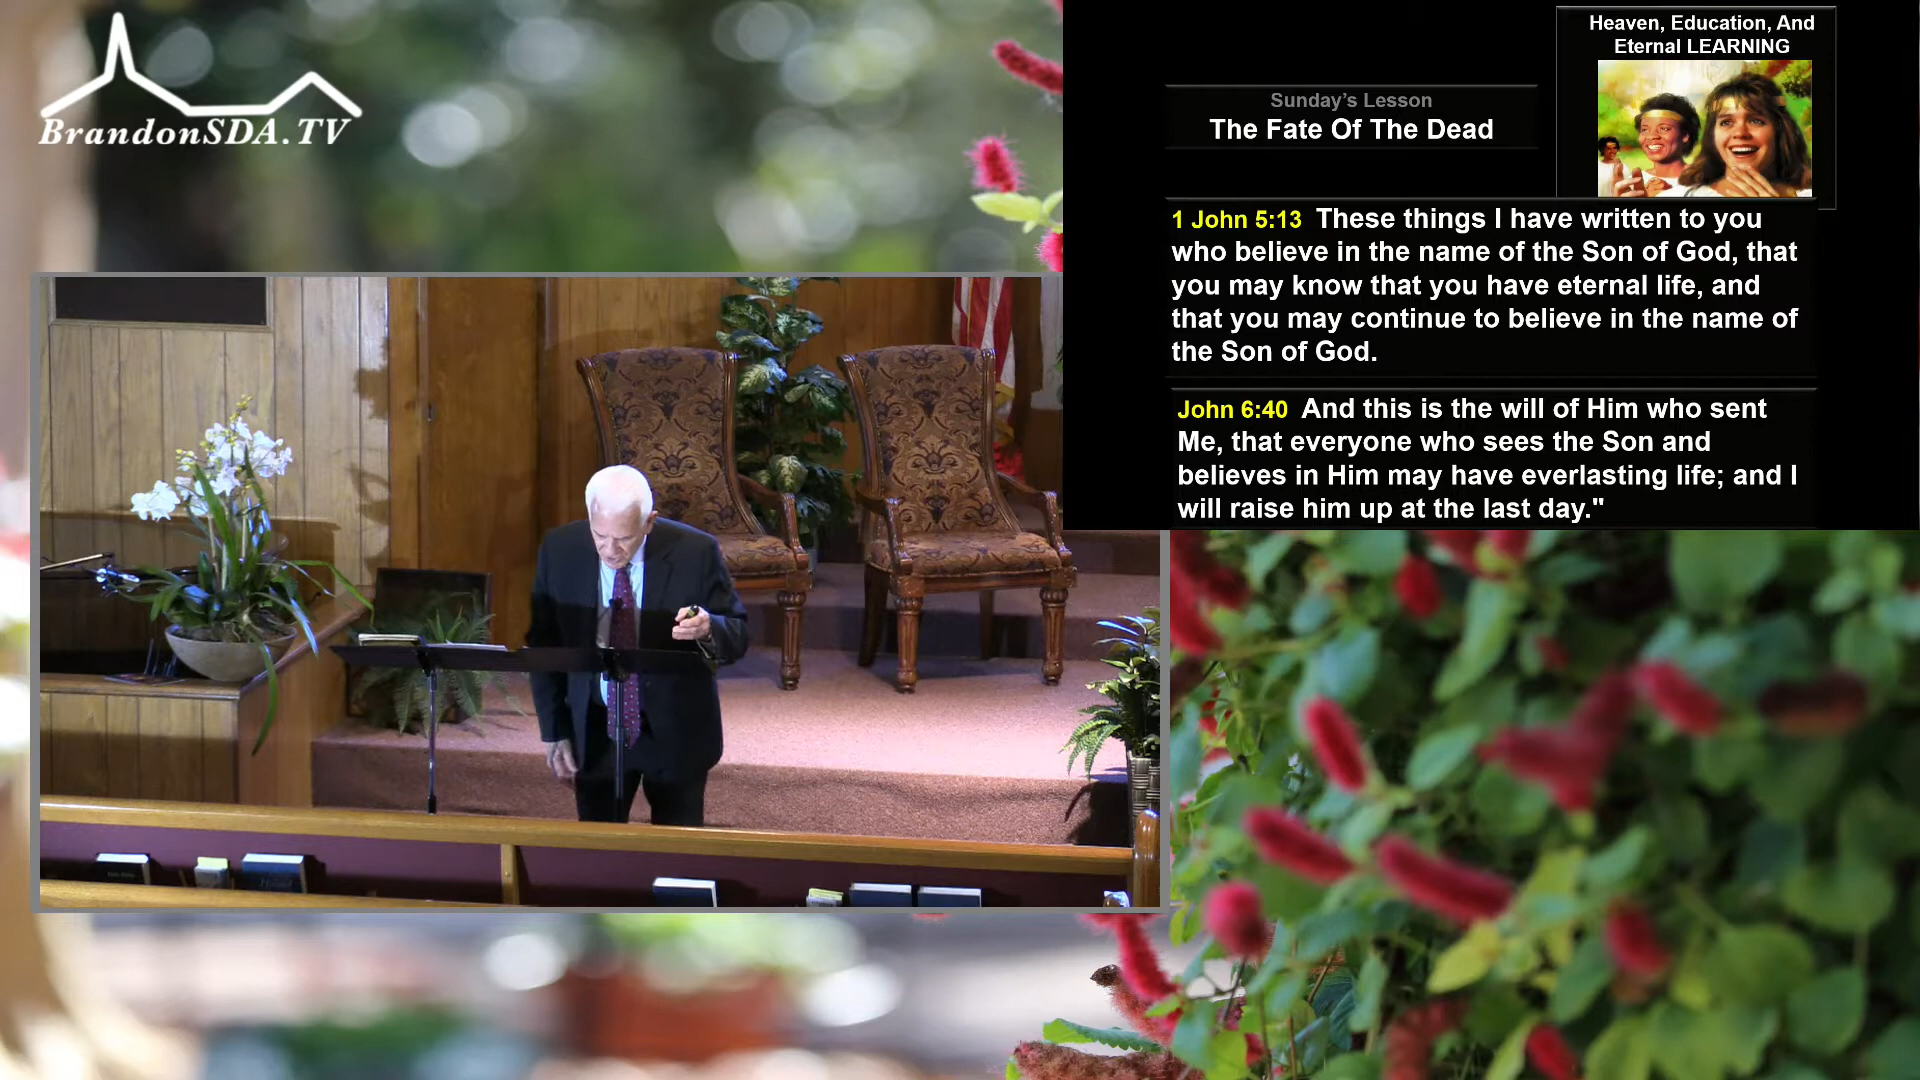 BrandonSDA.TV
Heaven, Education, And
Eternal LEARNING
Sunday's Lesson
The Fate Of The Dead
1 John 5:13 These things I have written to you
who believe in the name of the Son of God, that
you may know that you have eternal life, and
that you may continue to believe in the name of
the Son of God.
John 6:40 And this is the will of Him who sent
Me, that everyone who sees the Son and
believes in Him may have everlasting life; and I
will raise him up at the last day."